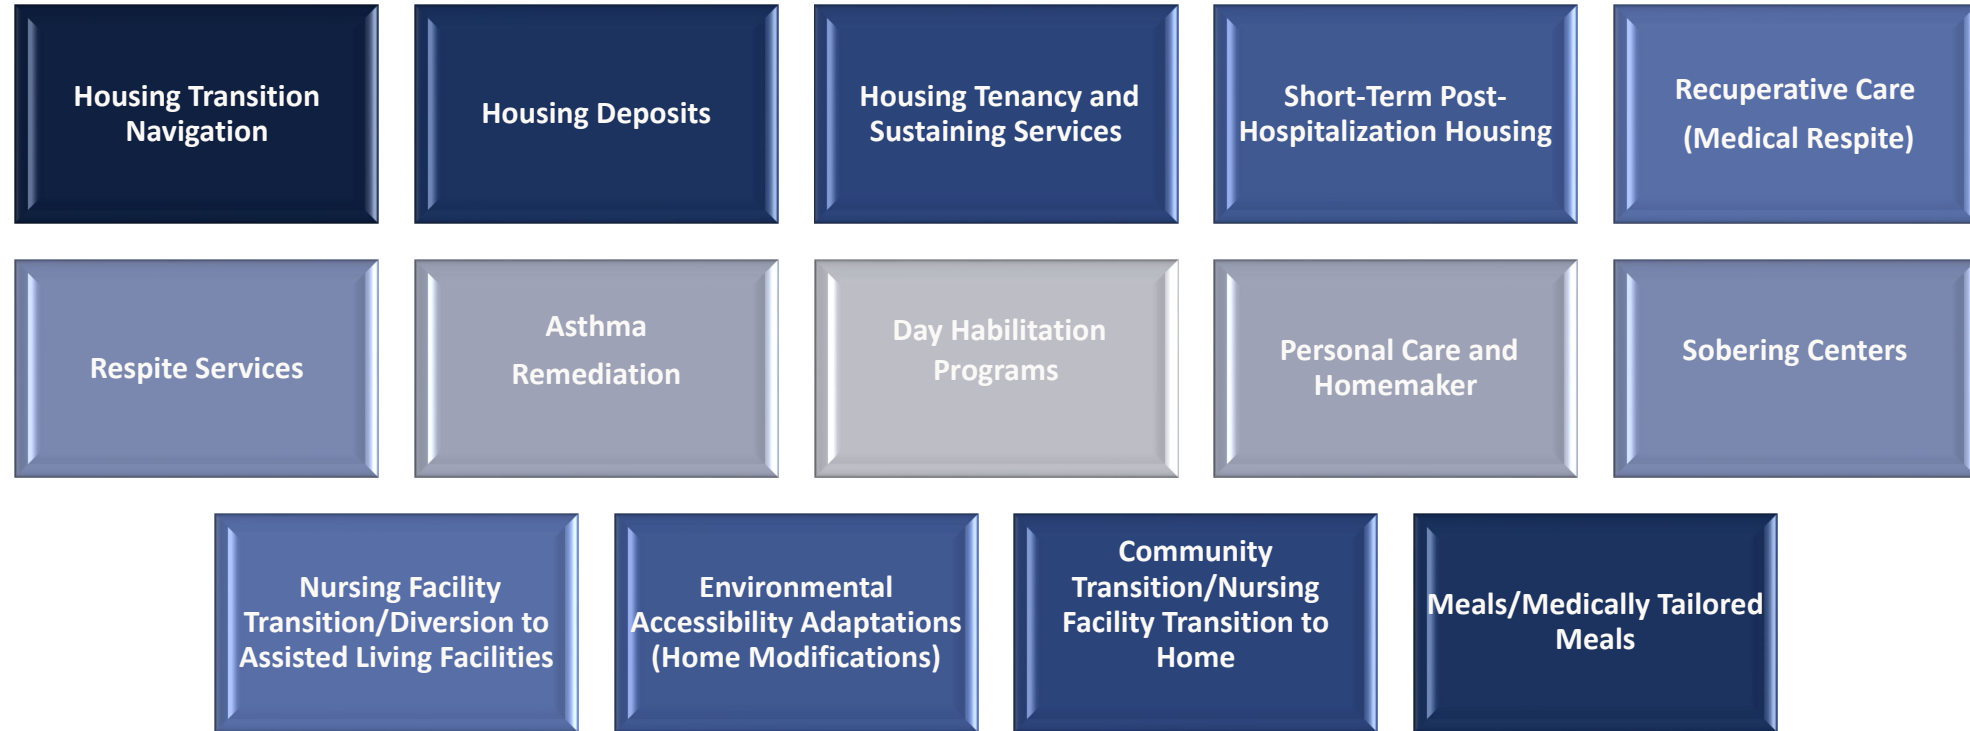 Housing Transition
Navigation
Housing Deposits
Housing Tenancy and
Sustaining Services
Short-Term Post-
Hospitalization Housing
Recuperative Care
(Medical Respite)
Respite Services
Asthma
Remediation
Day Habilitation
Programs
Personal Care and
Homemaker
Sobering Centers
Nursing Facility
Transition/Diversion to
Assisted Living Facilities
Environmental
Accessibility Adaptations
(Home Modifications)
Community
Transition/Nursing
Facility Transition to
Home
Meals/Medically Tailored
Meals